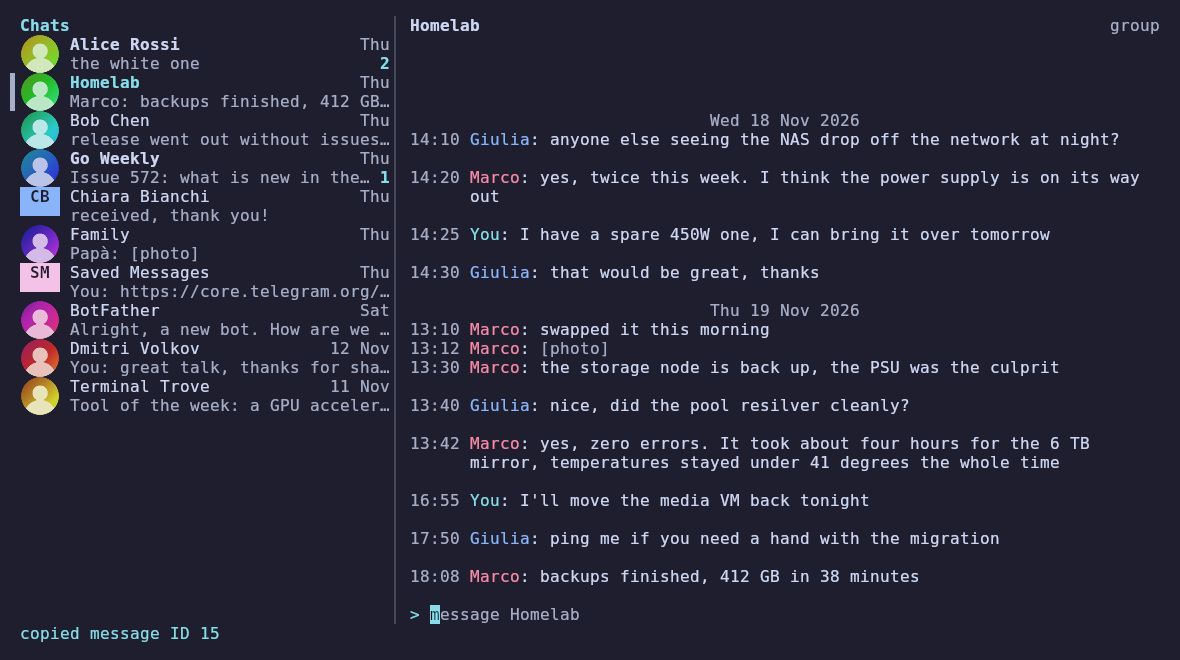 Chats
Alice Rossi Thu
the white one 2
Homelab Thu
Marco: backups finished, 412 GB…
Bob Chen Thu
release went out without issues…
Go Weekly Thu
Issue 572: what is new in the… 1
CB Chiara Bianchi Thu
received, thank you!
Family Thu
Papà: [photo]
SM Saved Messages Thu
You: https://core.telegram.org/…
BotFather Sat
Alright, a new bot. How are we …
Dmitri Volkov 12 Nov
You: great talk, thanks for sha…
Terminal Trove 11 Nov
Tool of the week: a GPU acceler…
copied message ID 15
Homelab group
Wed 18 Nov 2026
14:10 Giulia: anyone else seeing the NAS drop off the network at night?
14:20 Marco: yes, twice this week. I think the power supply is on its way
out
14:25 You: I have a spare 450W one, I can bring it over tomorrow
14:30 Giulia: that would be great, thanks
Thu 19 Nov 2026
13:10 Marco: swapped it this morning
13:12 Marco: [photo]
13:30 Marco: the storage node is back up, the PSU was the culprit
13:40 Giulia: nice, did the pool resilver cleanly?
13:42 Marco: yes, zero errors. It took about four hours for the 6 TB
mirror, temperatures stayed under 41 degrees the whole time
16:55 You: I'll move the media VM back tonight
17:50 Giulia: ping me if you need a hand with the migration
18:08 Marco: backups finished, 412 GB in 38 minutes
> message Homelab